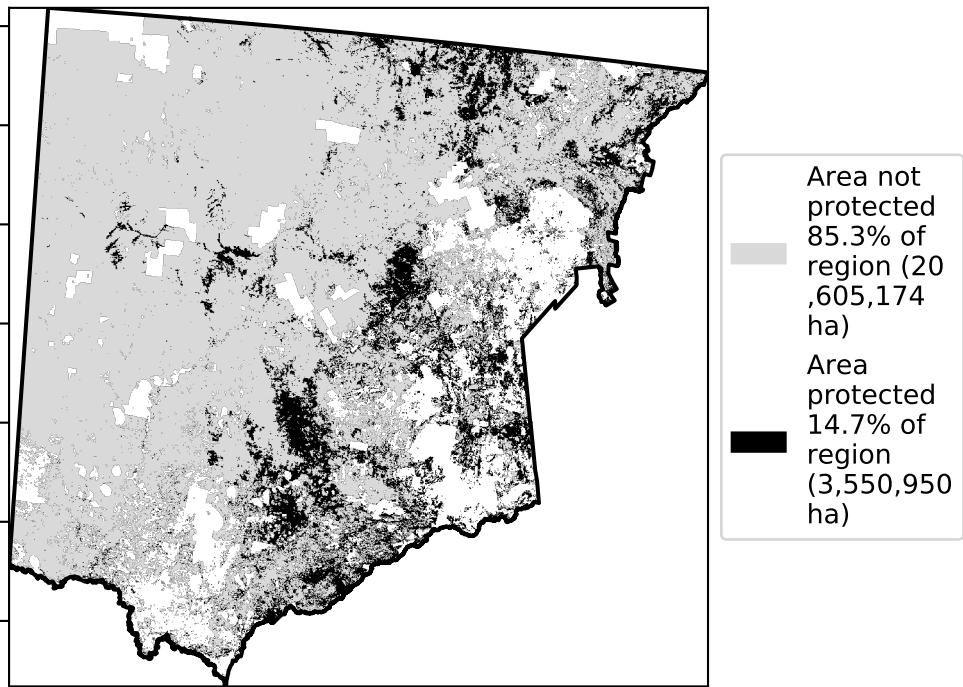 Area not
protected
85.3% of
region (20
,605,174
ha)
Area
protected
14.7% of
region
(3,550,950
ha)